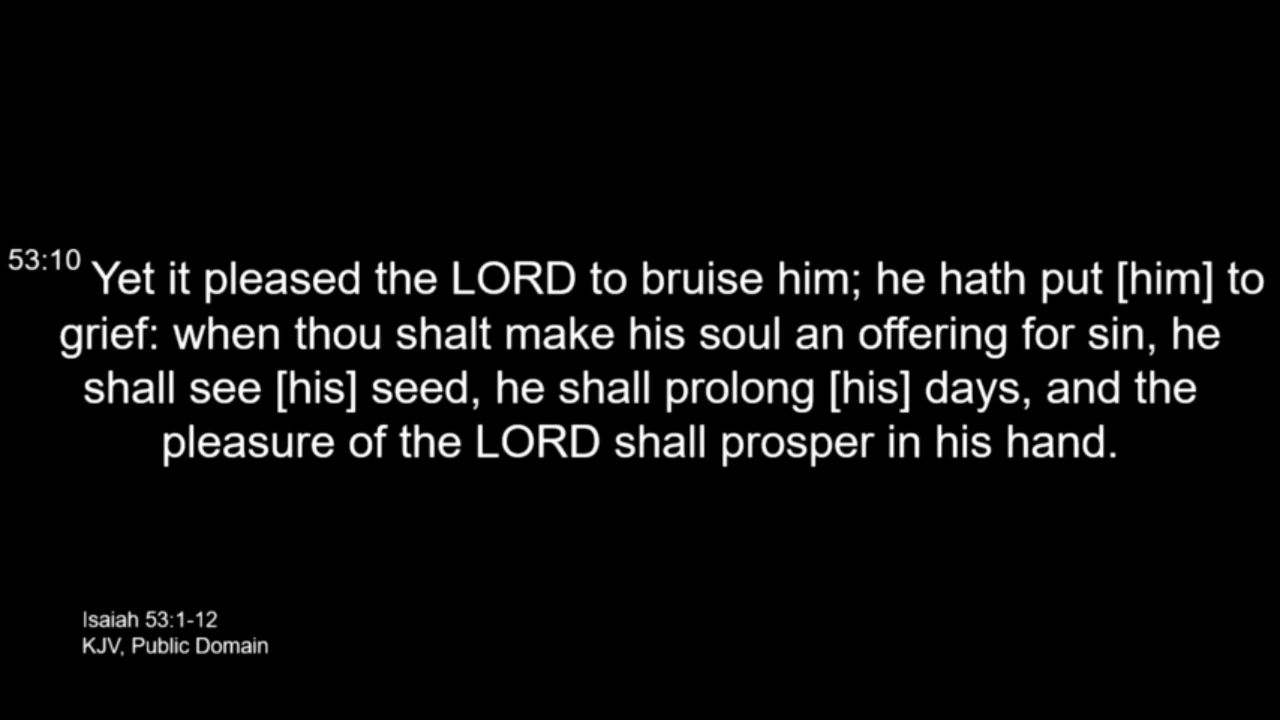 53:10 Yet it pleased the LORD to bruise him; he hath put [him] to
grief: when thou shalt make his soul an offering for sin, he
shall see [his] seed, he shall prolong [his] days, and the
pleasure of the LORD shall prosper in his hand.
Isaiah 53:1-12
KJV, Public Domain